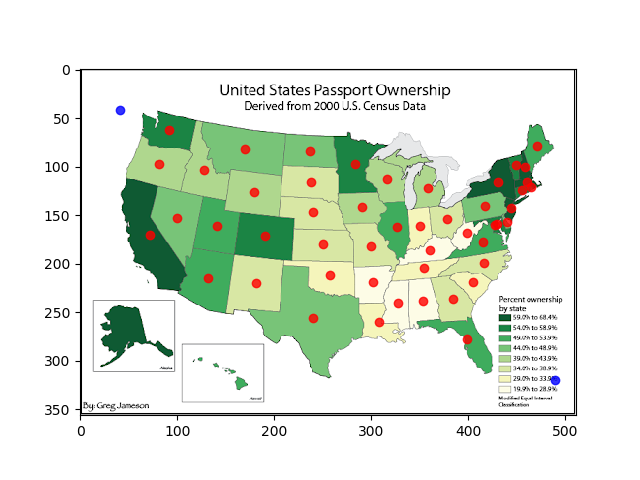 United States Passport Ownership
Derived from 2000 U.S. Census Data
0
50
100
150
200
250
300
350
0
100
200
300
400
500
Percent ownership
by state
59.0% to 68.4%
54.0% to 58.9%
49.0% to 53.9%
44.0% to 48.9%
39.0% to 43.9%
34.0% to 38.9%
29.0% to 33.9%
19.9% to 28.9%
Modified Equal Interval
Classification
Alaska
Hawaii
By: Greg Jameson